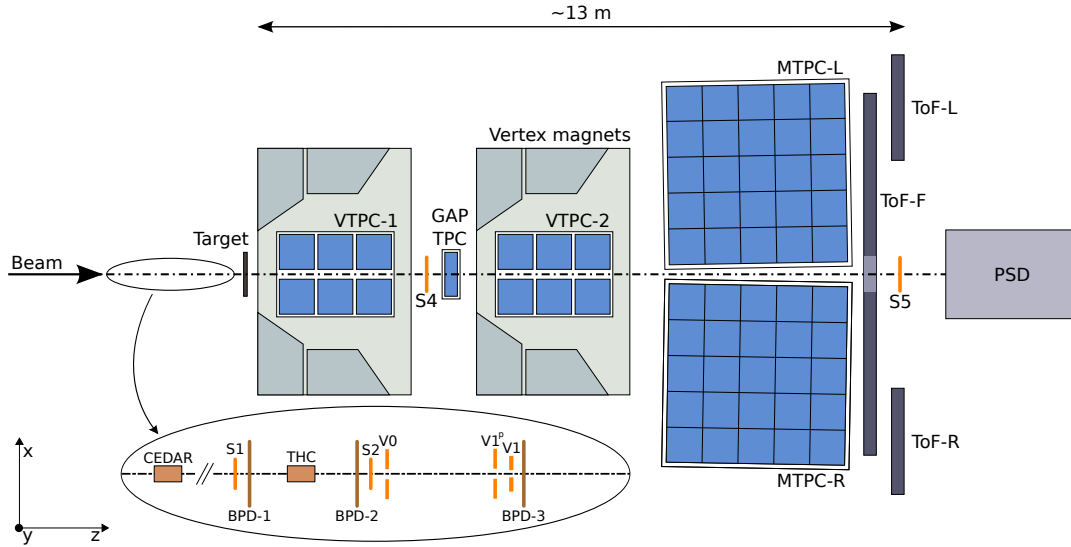 ~13 m
MTPC-L
ToF-L
Vertex magnets
ToF-F
VTPC-1
GAP
TPC
VTPC-2
Target
Beam
PSD
S4
S5
x
CEDAR
S1
THC
S2
V0
V1p
V1
ToF-R
MTPC-R
BPD-1
BPD-2
BPD-3
y
z